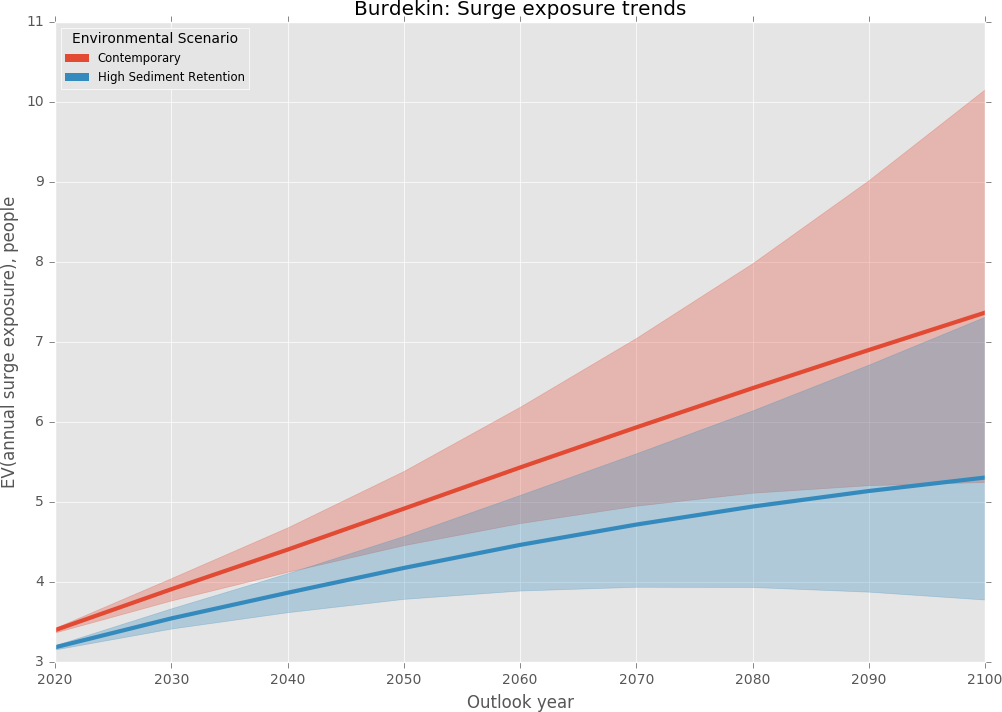 Burdekin: Surge exposure trends
Environmental Scenario
Contemporary
High Sediment Retention
EV(annual surge exposure), people
11
10
9
8
7
6
5
4
3
2020 2030 2040 2050 2060 2070 2080 2090 2100
Outlook year